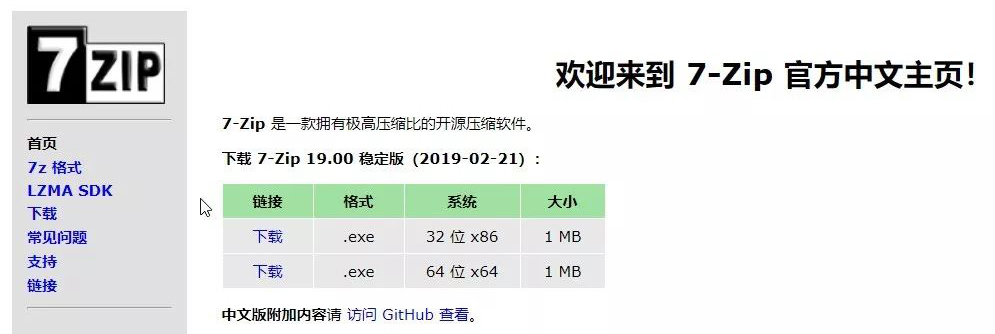 7ZIP
首页
7z 格式
LZMA SDK
下载
常见问题
支持
链接
欢迎来到 7-Zip 官方中文主页！
7-Zip 是一款拥有极高压缩比的开源压缩软件。
下载 7-Zip 19.00 稳定版（2019-02-21）：
链接 格式 系统 大小
下载 .exe 32 位 x86 1 MB
下载 .exe 64 位 x64 1 MB
中文版附加内容请 访问 GitHub 查看。